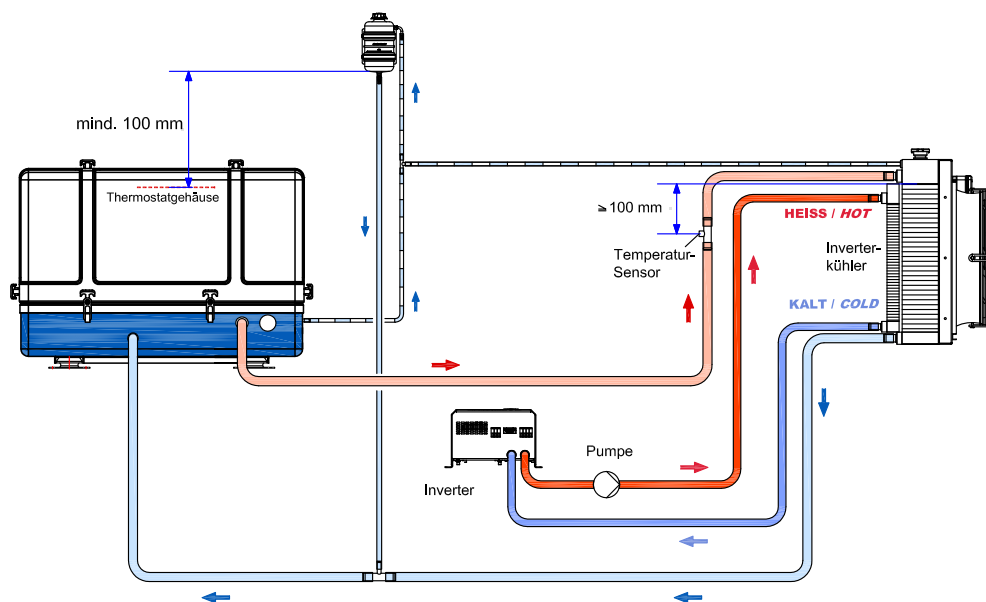 mind. 100 mm
Thermostatgehäuse
≥100 mm
HEISS / HOT
Temperatur-
Sensor
Inverter-
kühler
KALT / COLD
Pumpe
Inverter